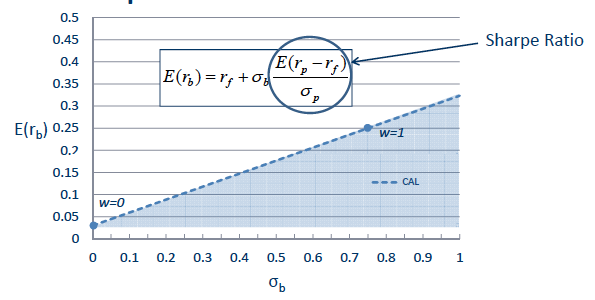 0.5
0.45
0.4
0.35
0.3
0.25
0.2
0.15
0.1
0.05
0
E(r_b)
E(r_b) = r_f + σ_b E(r_p − r_f) / σ_p
Sharpe Ratio
w=1
w=0
CAL
0 0.1 0.2 0.3 0.4 0.5 0.6 0.7 0.8 0.9 1
σ_b